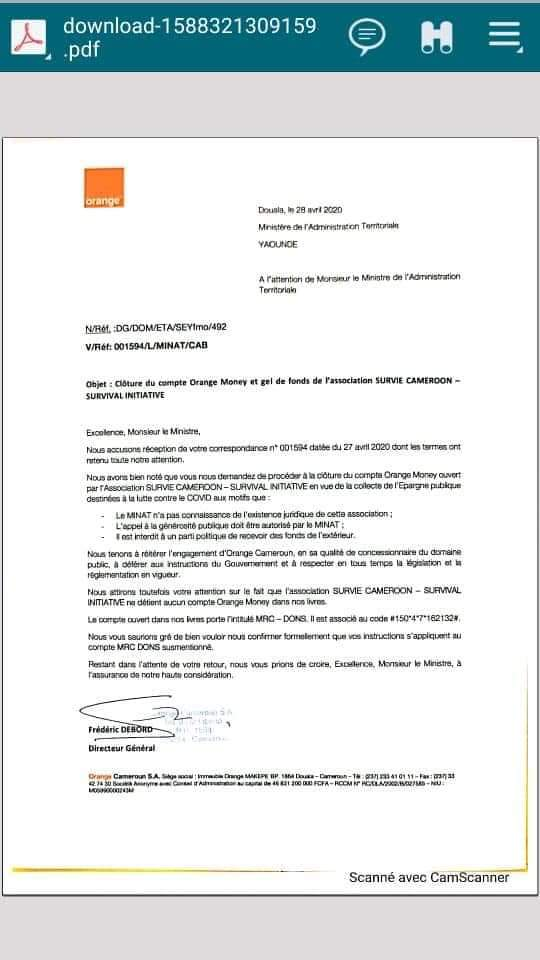 download-1588321309159
.pdf
orange
Douala, le 28 avril 2020
Ministère de l'Administration Territoriale
YAOUNDE
A l'attention de Monsieur le Ministre de l'Administration
Territoriale
N/Réf. :DG/DOM/ETA/SEY/mo/492
V/Réf: 001594/L/MINAT/CAB
Objet : Clôture du compte Orange Money et gel de fonds de l'association SURVIE CAMEROON –
SURVIVAL INITIATIVE
Excellence, Monsieur le Ministre,
Nous accusons réception de votre correspondance n° 001594 datée du 27 avril 2020 dont les termes ont
retenu toute notre attention.
Nous avons bien noté que vous nous demandez de procéder à la clôture du compte Orange Money ouvert
par l'Association SURVIE CAMEROON – SURVIVAL INITIATIVE en vue de la collecte de l'Epargne publique
destinées à la lutte contre le COVID aux motifs que :
- Le MINAT n'a pas connaissance de l'existence juridique de cette association ;
- L'appel à la générosité publique doit être autorisé par le MINAT ;
- Il est interdit à un parti politique de recevoir des fonds de l'extérieur.
Nous tenons à réitérer l'engagement d'Orange Cameroun, en sa qualité de concessionnaire du domaine
public, à déférer aux instructions du Gouvernement et à respecter en tous temps la législation et la
réglementation en vigueur.
Nous attirons toutefois votre attention sur le fait que l'association SURVIE CAMEROON – SURVIVAL
INITIATIVE ne détient aucun compte Orange Money dans nos livres.
Le compte ouvert dans nos livres porte l'intitulé MRC – DONS. Il est associé au code #150*4*7*162132#.
Nous vous saurions gré de bien vouloir nous confirmer formellement que vos instructions s'appliquent au
compte MRC DONS susmentionné.
Restant dans l'attente de votre retour, nous vous prions de croire, Excellence, Monsieur le Ministre, à
l'assurance de notre haute considération.
Frédéric DEBORD
Directeur Général
Orange Cameroun S.A. Siège social : Immeuble Orange MAKEPE BP. 1864 Douala – Cameroun – Tél : (237) 233 41 01 11 – Fax : (237) 33
42 74 30 Société Anonyme avec Conseil d'Administration au capital de 45 831 200 000 FCFA – RCCM N° RC/DLA/2002/B/027585 – NIU :
Scanné avec CamScanner